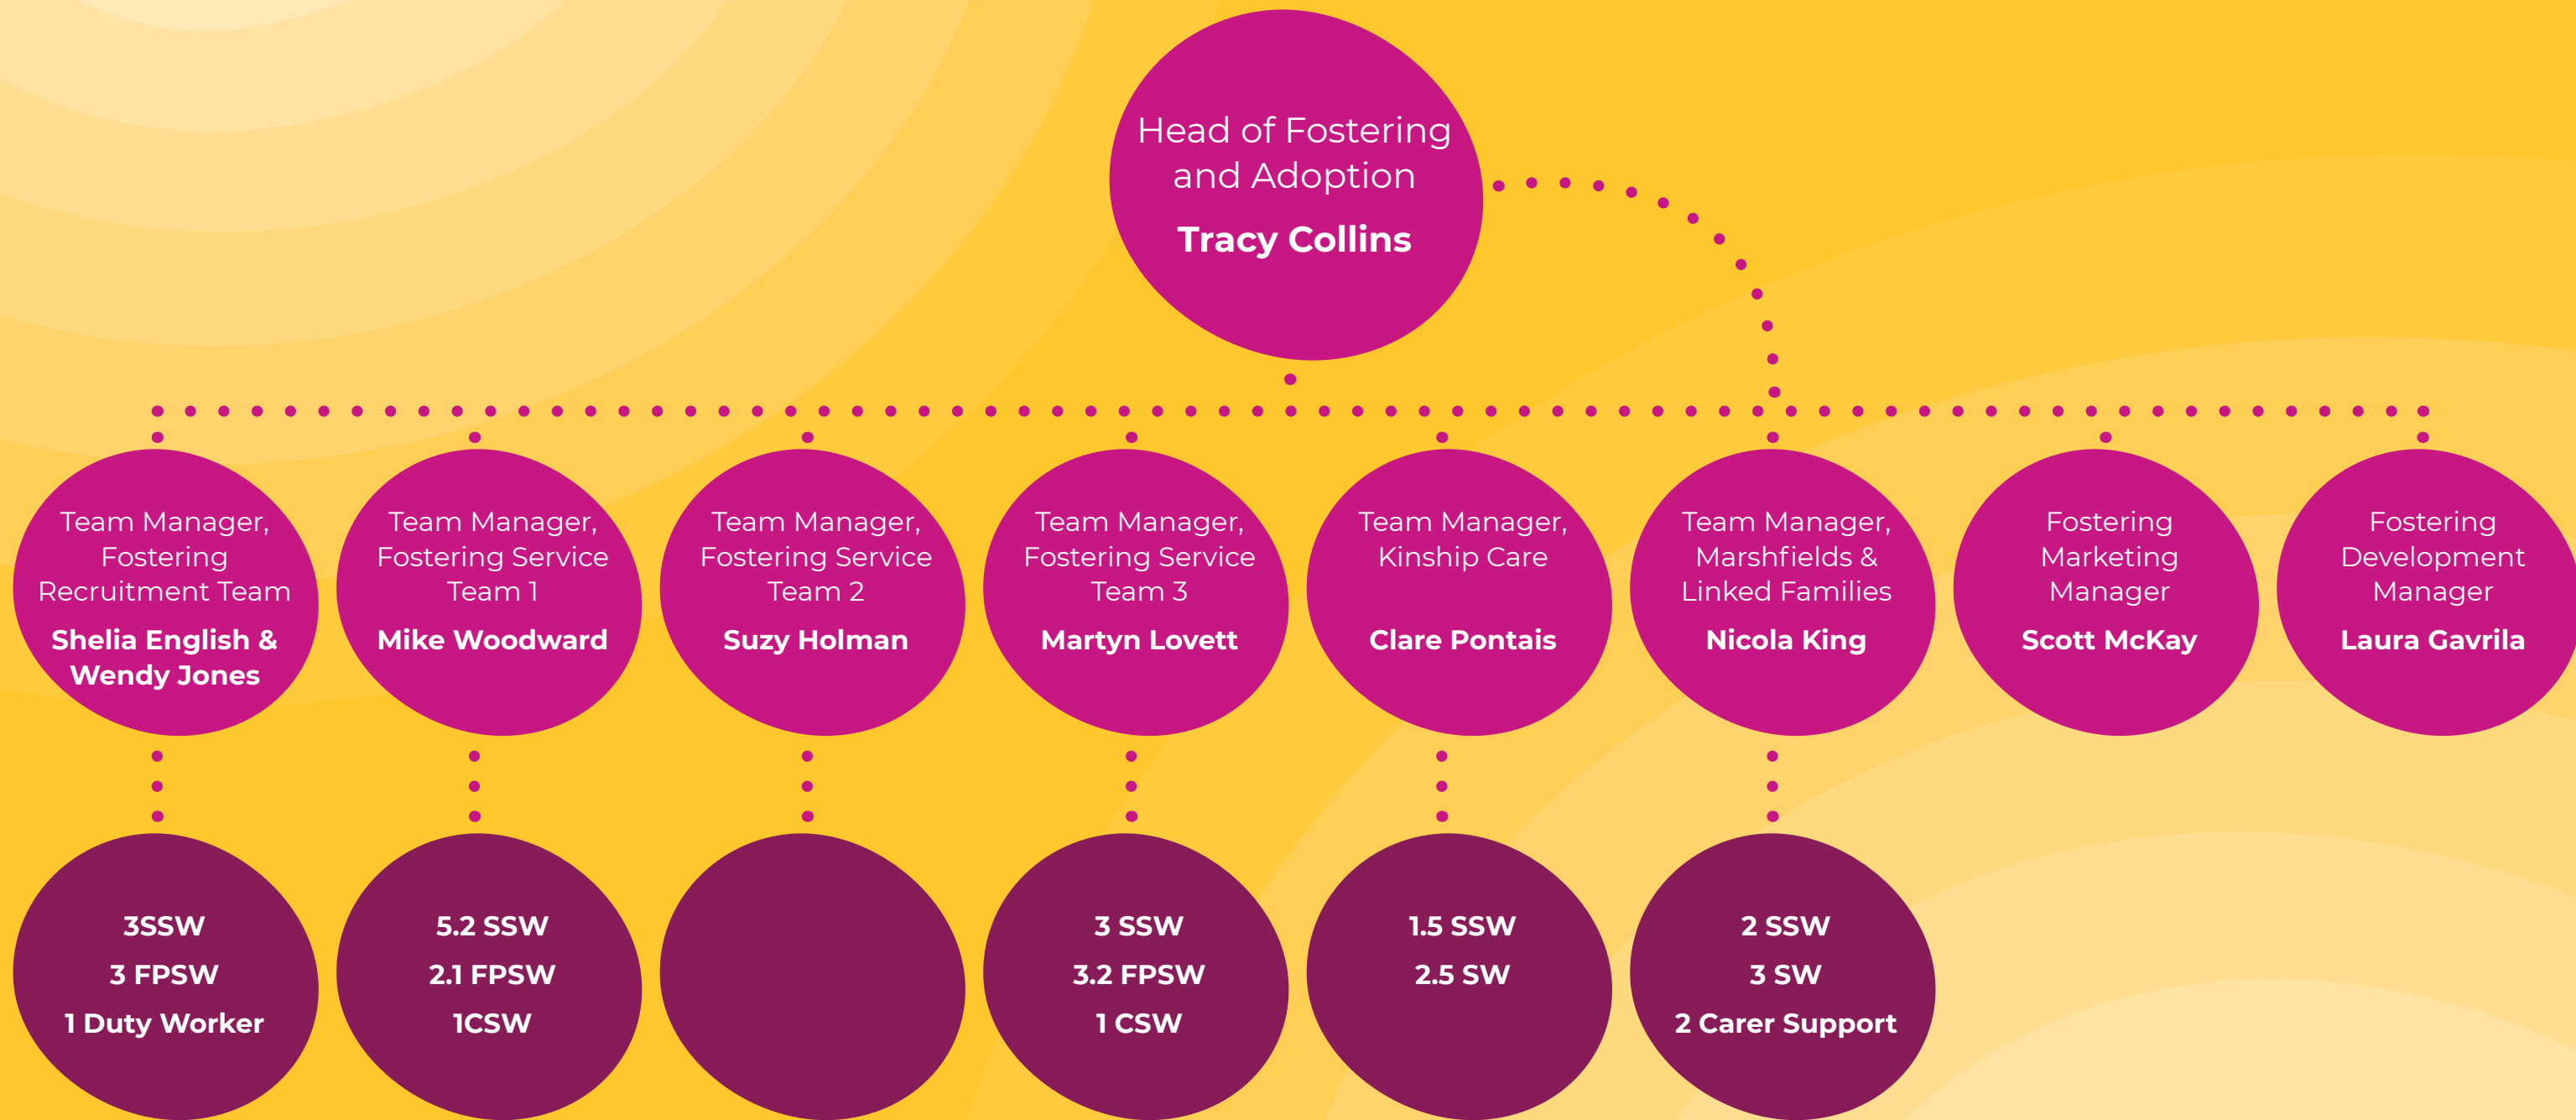 Head of Fostering
and Adoption
Tracy Collins
Team Manager,
Fostering
Recruitment Team
Shelia English &
Wendy Jones
Team Manager,
Fostering Service
Team 1
Mike Woodward
Team Manager,
Fostering Service
Team 2
Suzy Holman
Team Manager,
Fostering Service
Team 3
Martyn Lovett
Team Manager,
Kinship Care
Clare Pontais
Team Manager,
Marshfields &
Linked Families
Nicola King
Fostering
Marketing
Manager
Scott McKay
Fostering
Development
Manager
Laura Gavrila
3SSW
3 FPSW
1 Duty Worker
5.2 SSW
2.1 FPSW
1CSW
3 SSW
3.2 FPSW
1 CSW
1.5 SSW
2.5 SW
2 SSW
3 SW
2 Carer Support